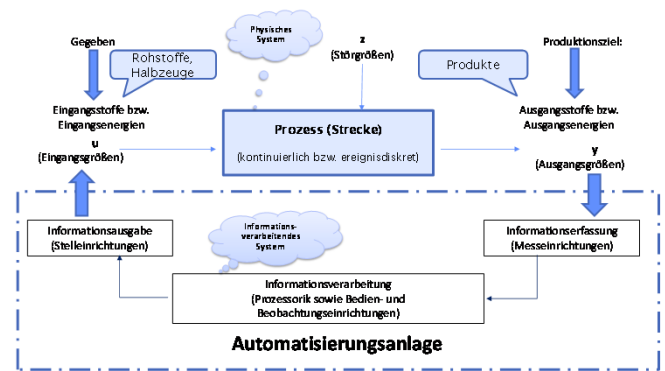 Physisches
System
z
(Störgrößen)
Gegeben
Produktionsziel:
Rohstoffe,
Halbzeuge
Produkte
Eingangsstoffe bzw.
Eingangsenergien
Ausgangsstoffe bzw.
Ausgangsenergien
Prozess (Strecke)
(kontinuierlich bzw. ereignisdiskret)
u
(Eingangsgrößen)
y
(Ausgangsgrößen)
Informationsausgabe
(Stelleinrichtungen)
Informations-
verarbeitendes
System
Informationserfassung
(Messeinrichtungen)
Informationsverarbeitung
(Prozessorik sowie Bedien- und
Beobachtungseinrichtungen)
Automatisierungsanlage